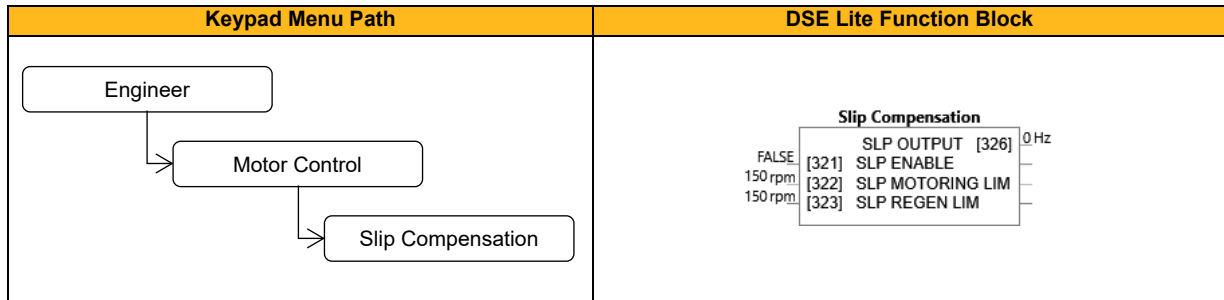 Keypad Menu Path
DSE Lite Function Block
Engineer
Motor Control
Slip Compensation
Slip Compensation
SLP OUTPUT [326] 0 Hz
FALSE [321] SLP ENABLE
150 rpm [322] SLP MOTORING LIM
150 rpm [323] SLP REGEN LIM